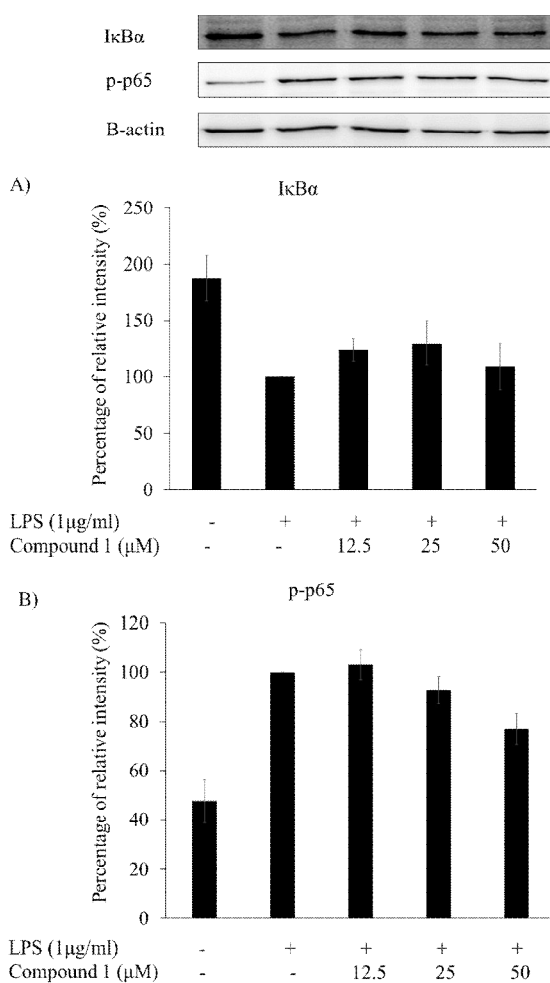 IκBα
p-p65
B-actin
A)
IκBα
Percentage of relative intensity (%)
250
200
150
100
50
0
LPS (1μg/ml) - + + + +
Compound 1 (μM) - - 12.5 25 50
B)
p-p65
Percentage of relative intensity (%)
120
100
80
60
40
20
0
LPS (1μg/ml) - + + + +
Compound 1 (μM) - - 12.5 25 50